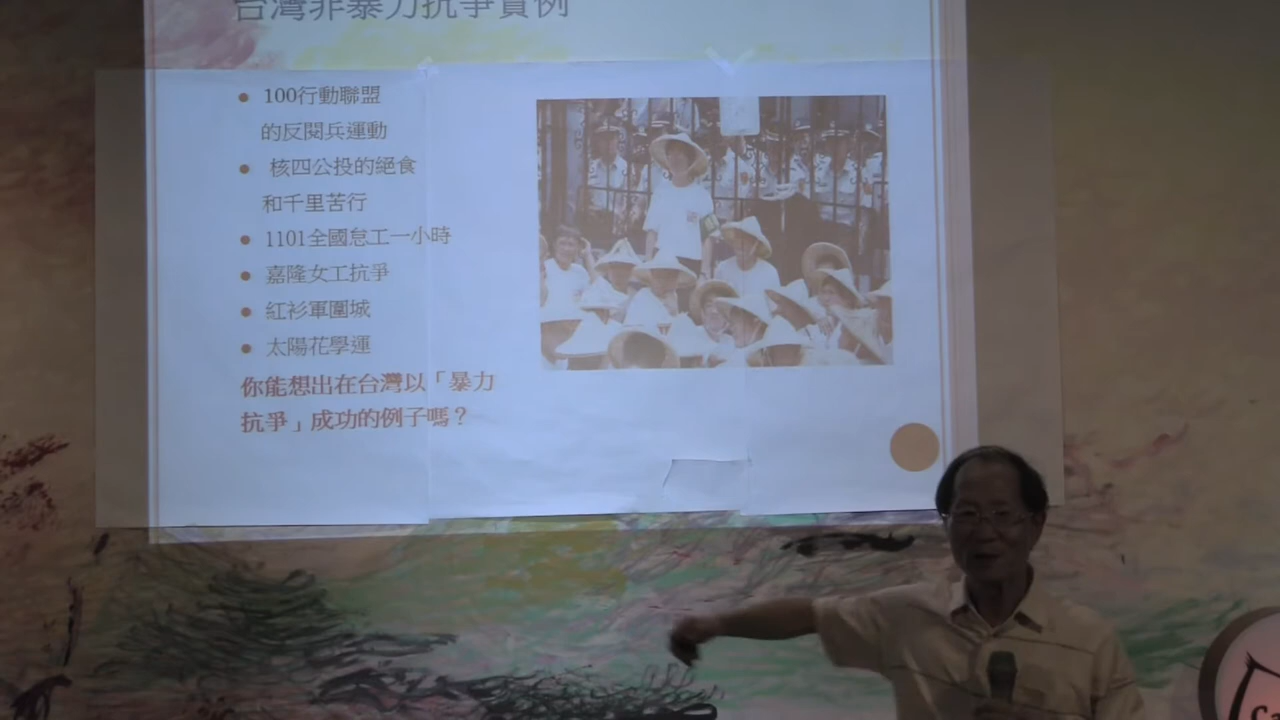 台灣非暴力抗爭實例
100行動聯盟
的反閱兵運動
核四公投的絕食
和千里苦行
1101全國怠工一小時
嘉隆女工抗爭
紅衫軍圍城
太陽花學運
你能想出在台灣以「暴力
抗爭」成功的例子嗎？